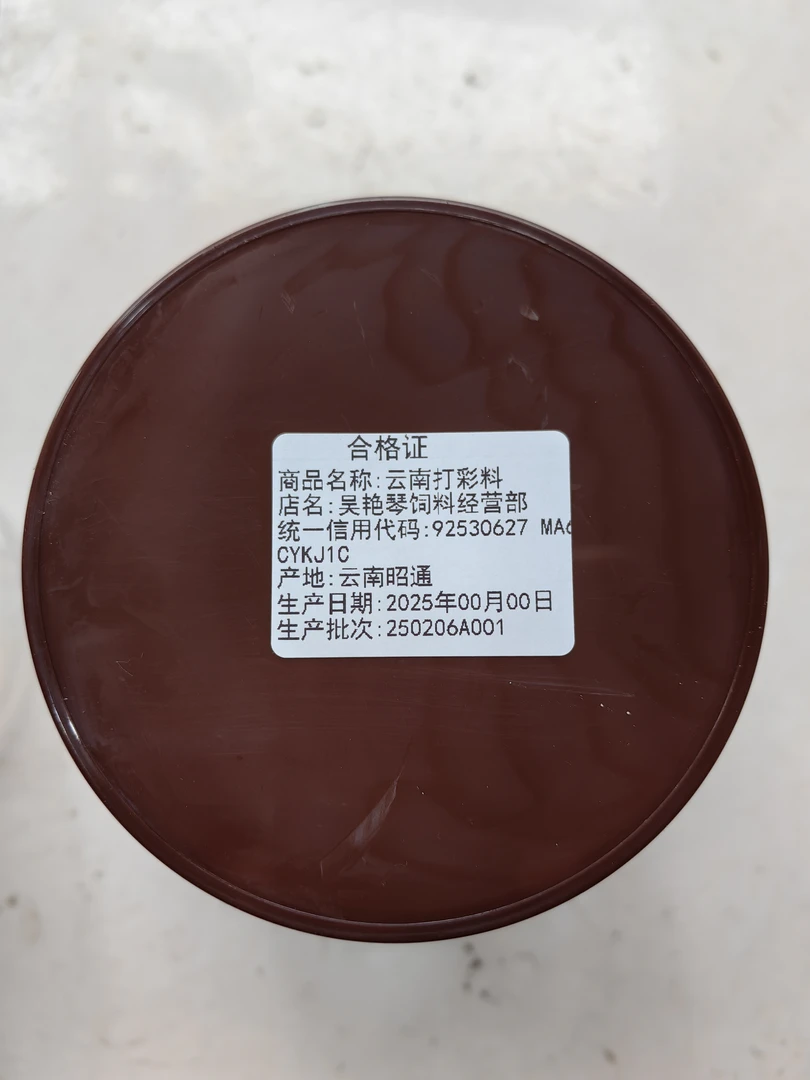 合格证
商品名称:云南打彩料
店名:吴艳琴饲料经营部
统一信用代码:92530627 MA6
CYKJ1C
产地:云南昭通
生产日期:2025年00月00日
生产批次:250206A001